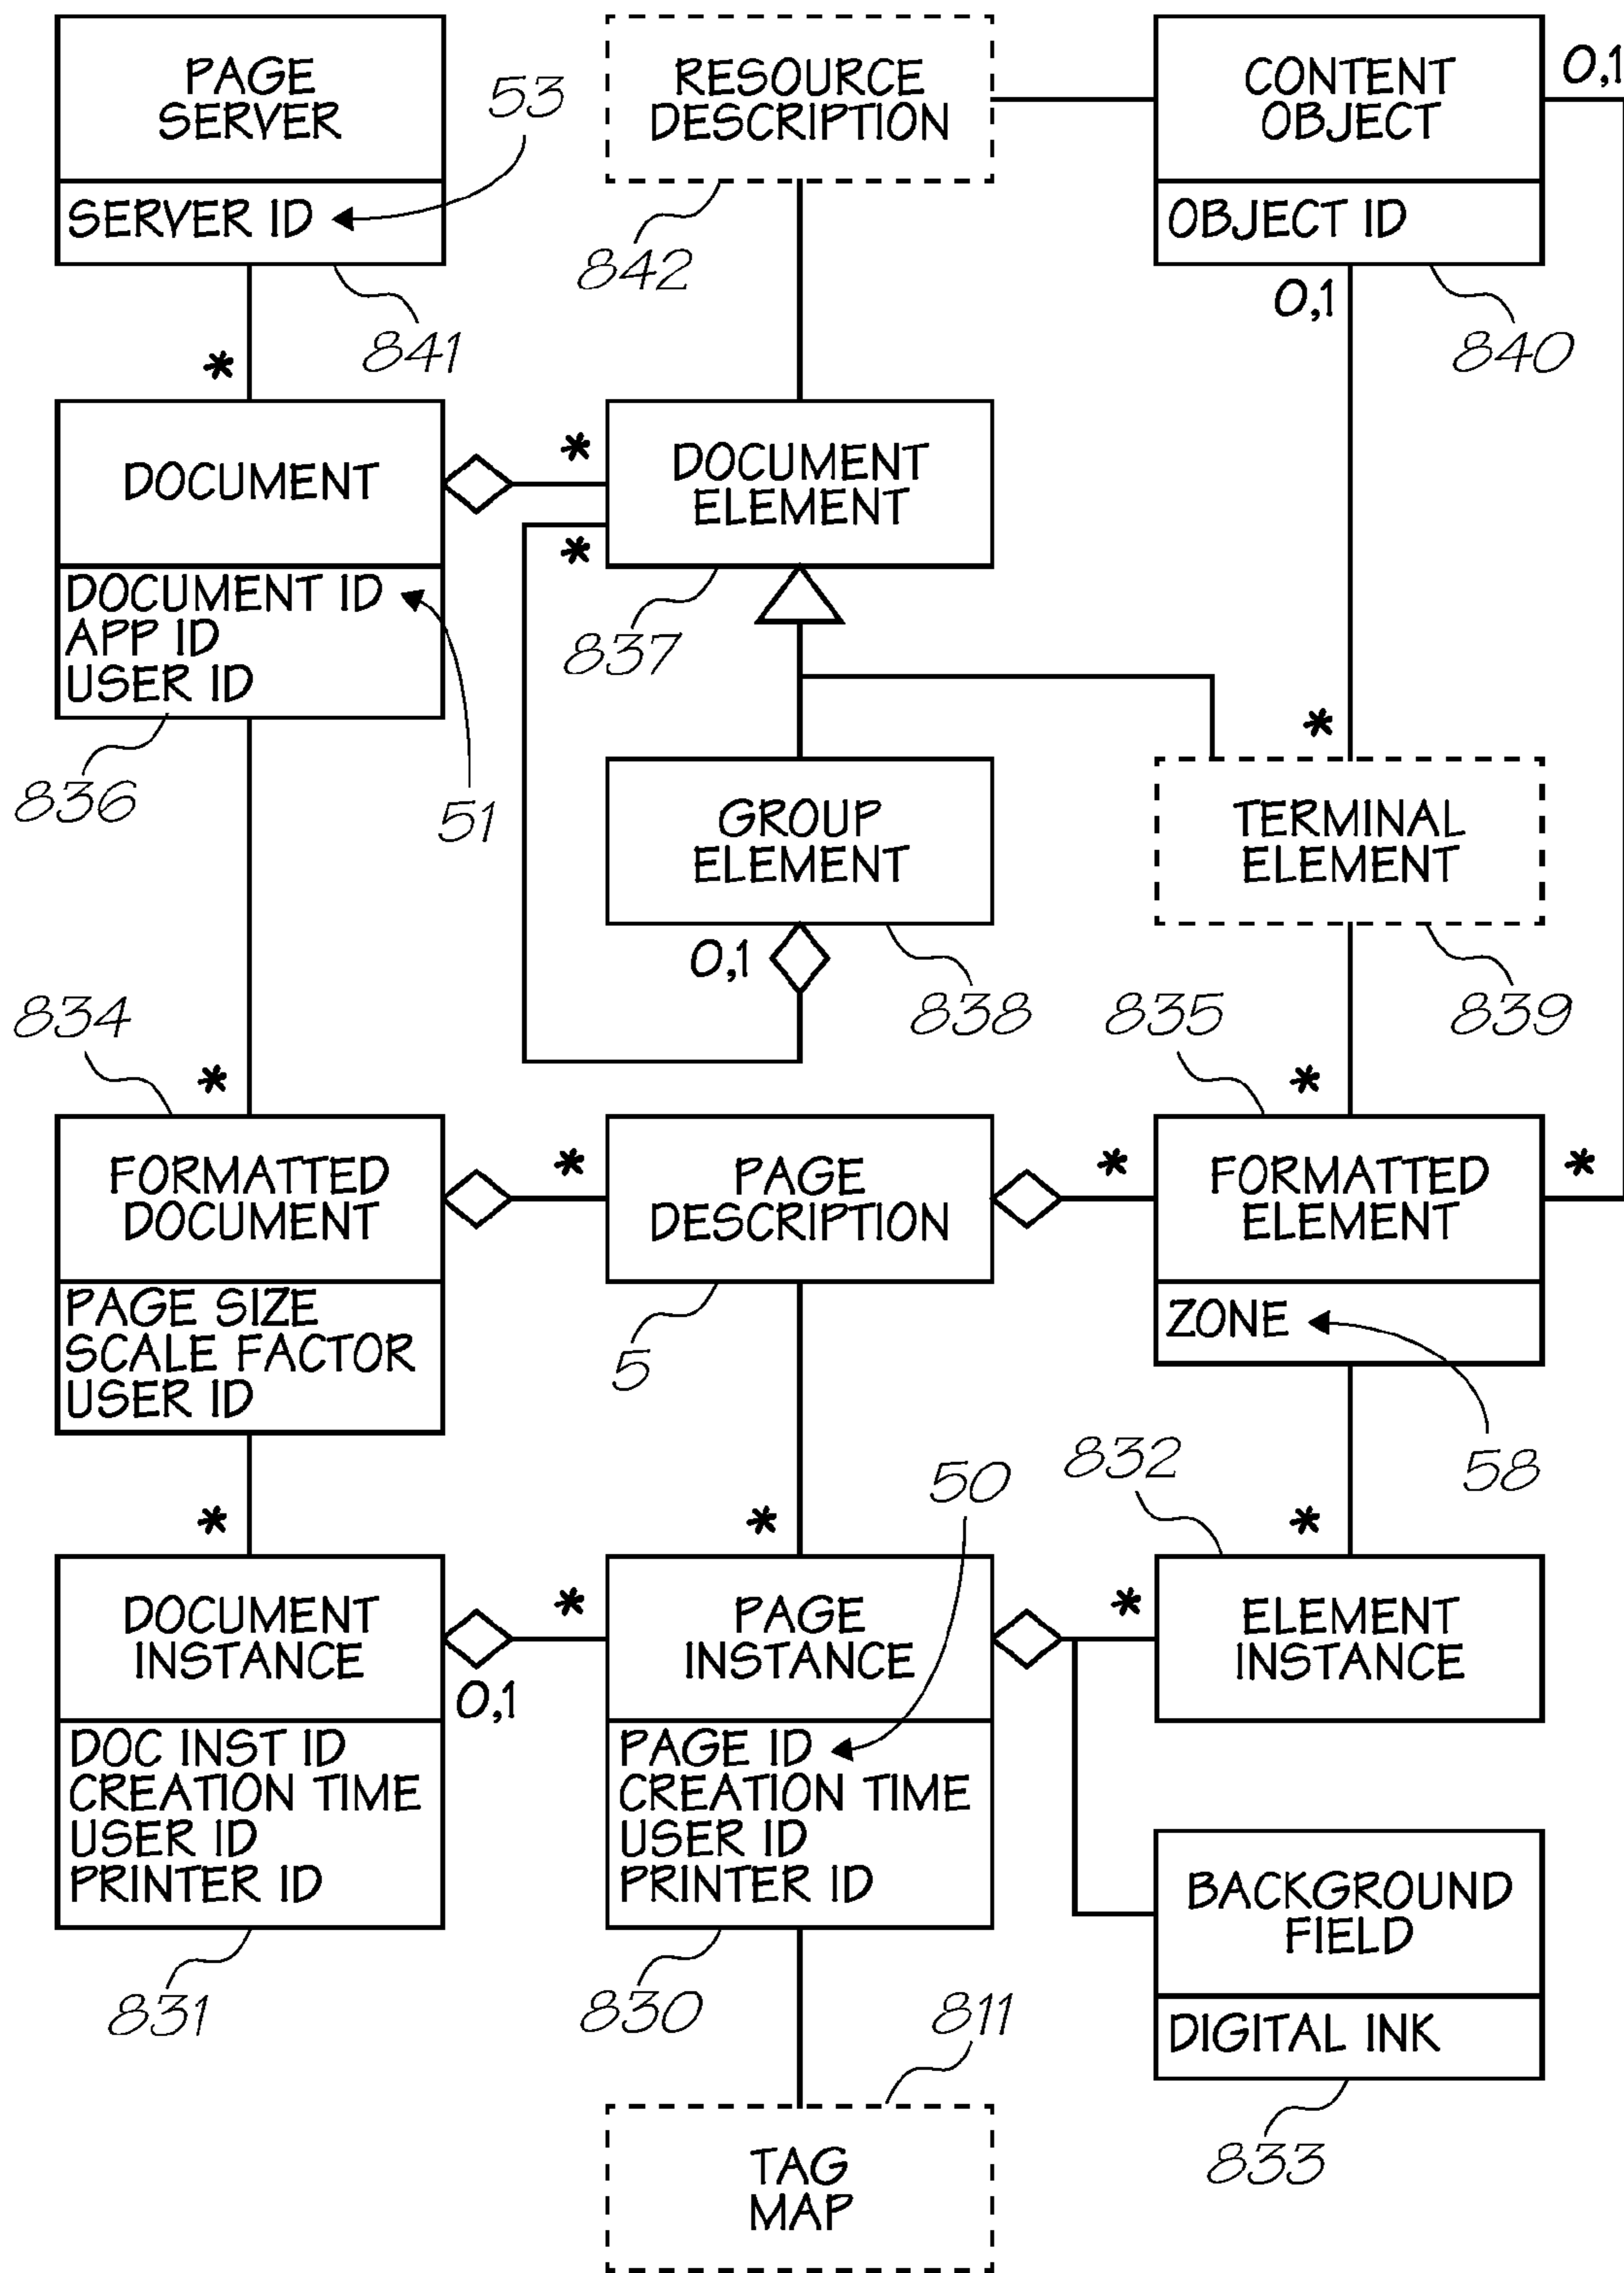 PAGE
SERVER
SERVER ID
53
841
RESOURCE
DESCRIPTION
842
CONTENT
OBJECT
OBJECT ID
0,1
0,1
840
*
DOCUMENT
DOCUMENT ID
APP ID
USER ID
836
51
*
*
DOCUMENT
ELEMENT
837
GROUP
ELEMENT
0,1
838
*
TERMINAL
ELEMENT
839
834
*
FORMATTED
DOCUMENT
PAGE SIZE
SCALE FACTOR
USER ID
*
PAGE
DESCRIPTION
5
835
*
*
FORMATTED
ELEMENT
*
ZONE
58
*
DOCUMENT
INSTANCE
0,1
DOC INST ID
CREATION TIME
USER ID
PRINTER ID
831
*
*
50
PAGE
INSTANCE
PAGE ID
CREATION TIME
USER ID
PRINTER ID
830
832
*
*
ELEMENT
INSTANCE
BACKGROUND
FIELD
DIGITAL INK
833
811
TAG
MAP